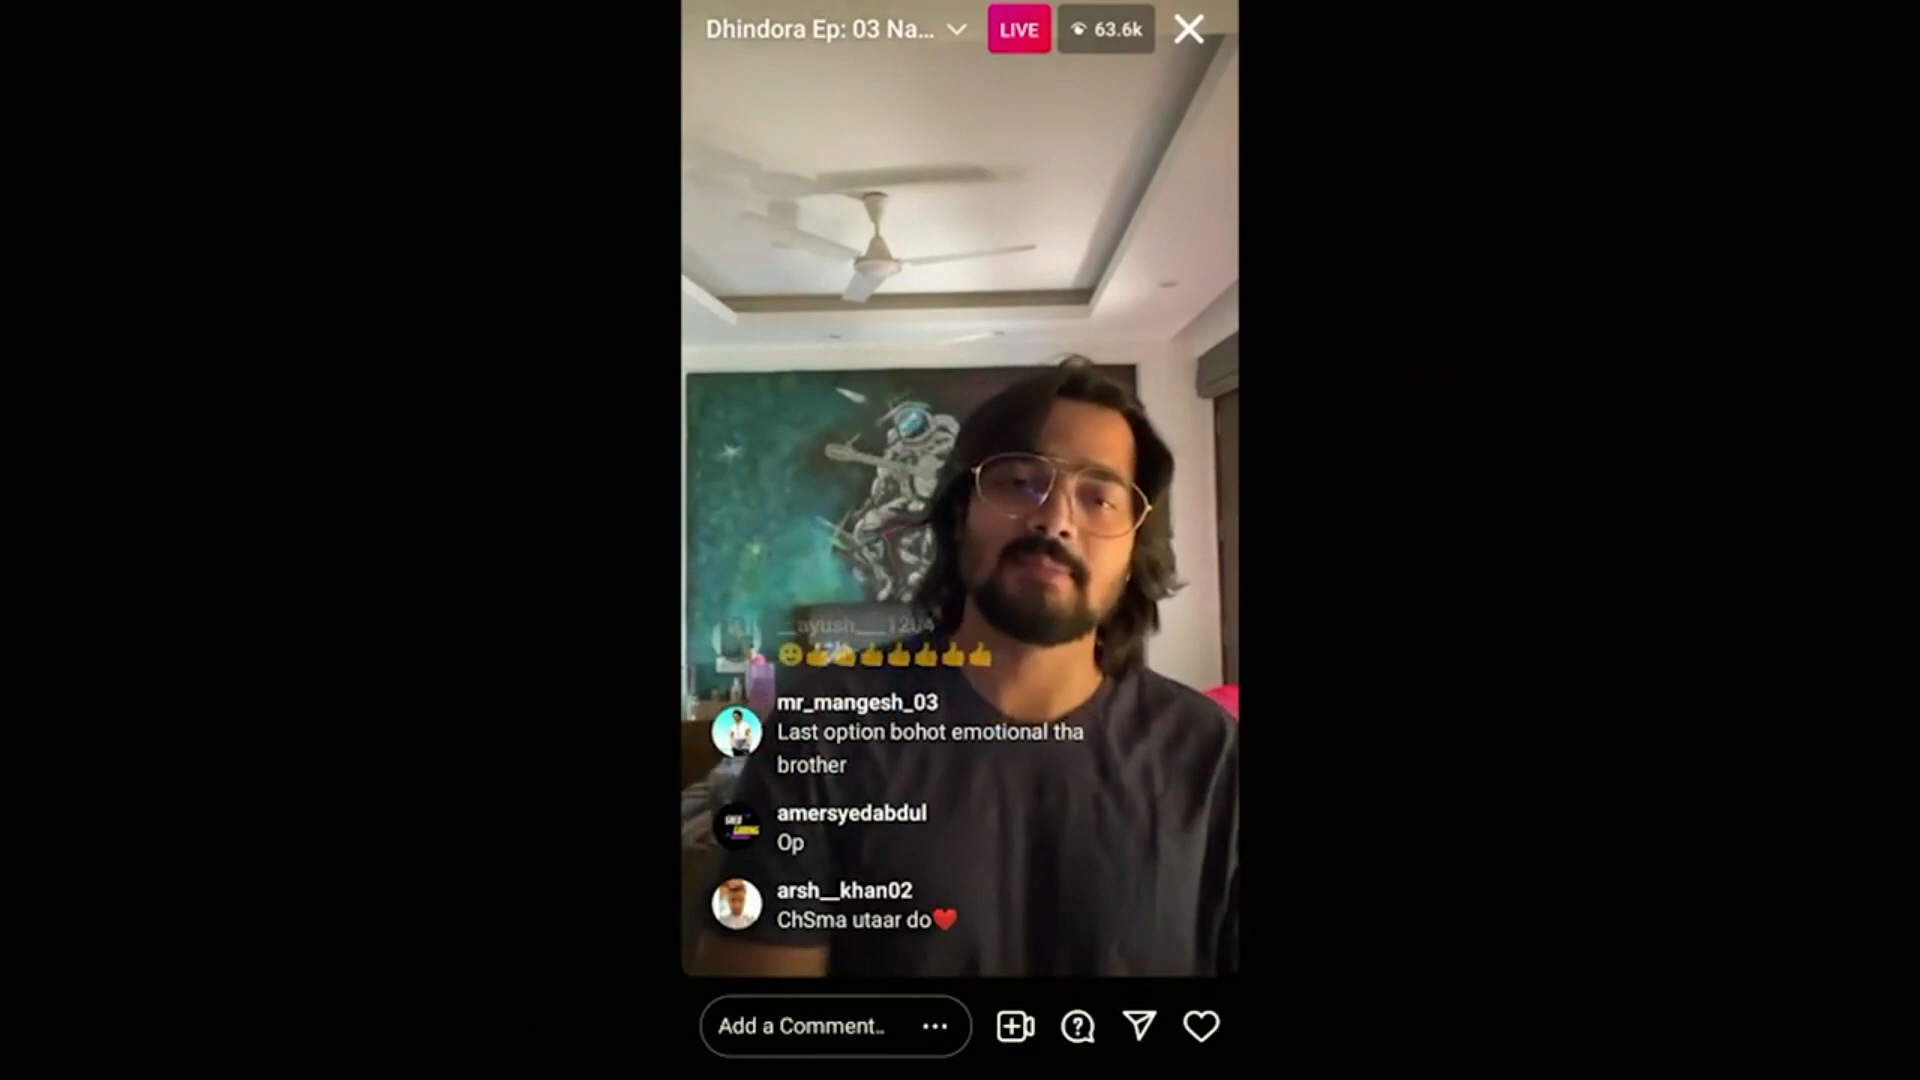 Dhindora Ep: 03 Na...
LIVE
63.6k
__ayush___1204
😊👍👍👍👍👍👍👍
mr_mangesh_03
Last option bohot emotional tha
brother
amersyedabdul
Op
arsh__khan02
ChSma utaar do❤️
Add a Comment..